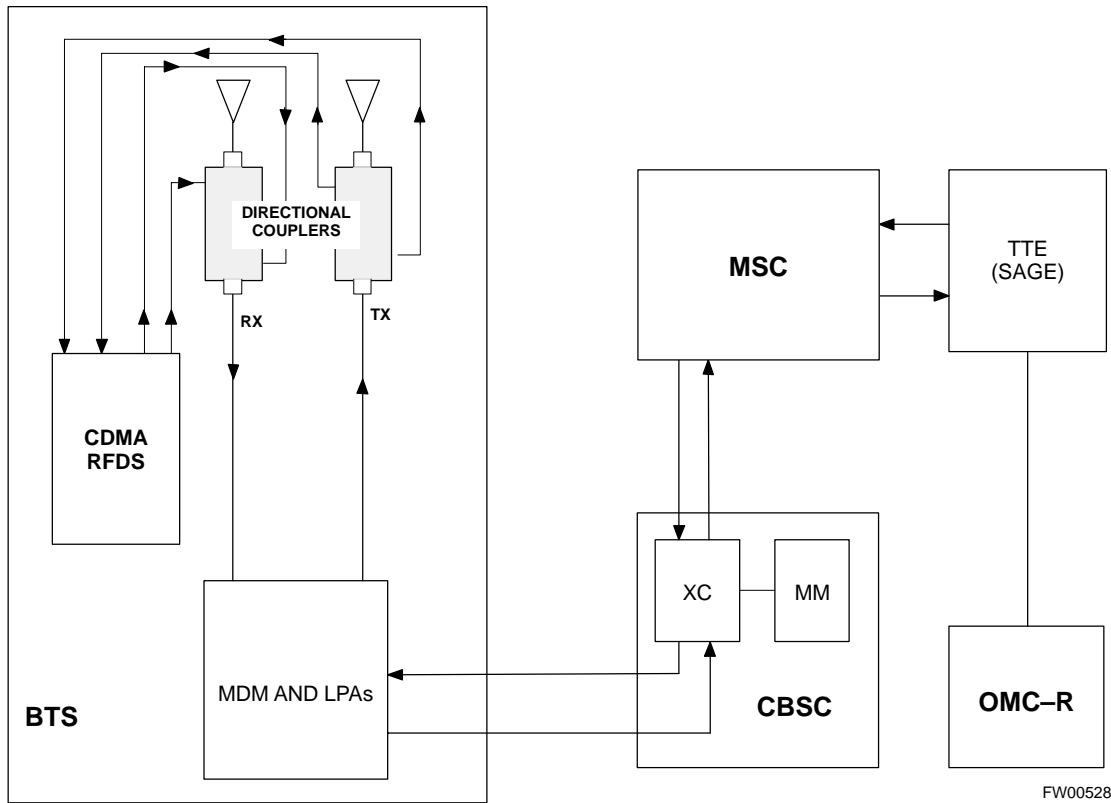 DIRECTIONAL
COUPLERS
RX
TX
CDMA
RFDS
MDM AND LPAs
BTS
MSC
TTE
(SAGE)
XC
MM
CBSC
OMC–R
FW00528